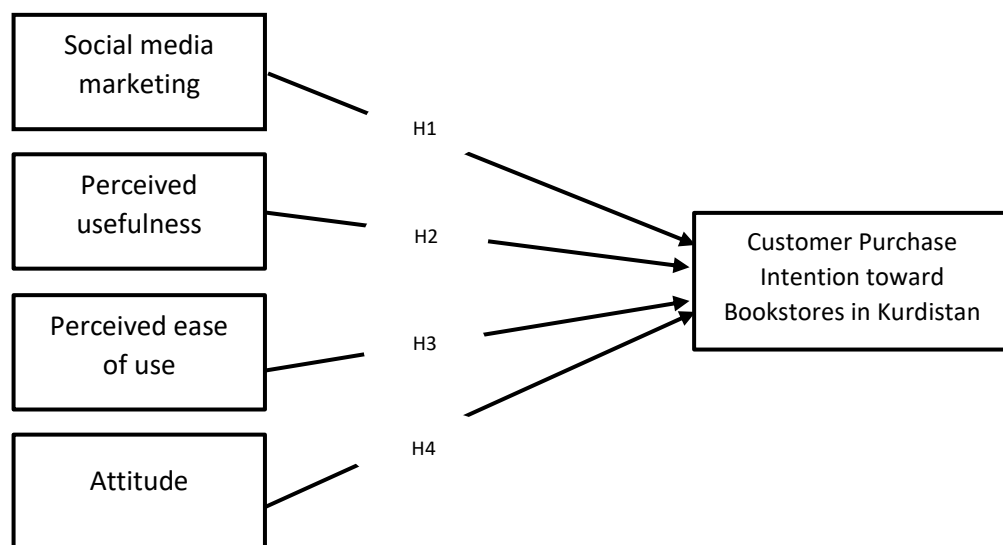 Social media
marketing
H1
Perceived
usefulness
H2
Customer Purchase
Intention toward
Bookstores in Kurdistan
Perceived ease
of use
H3
Attitude
H4